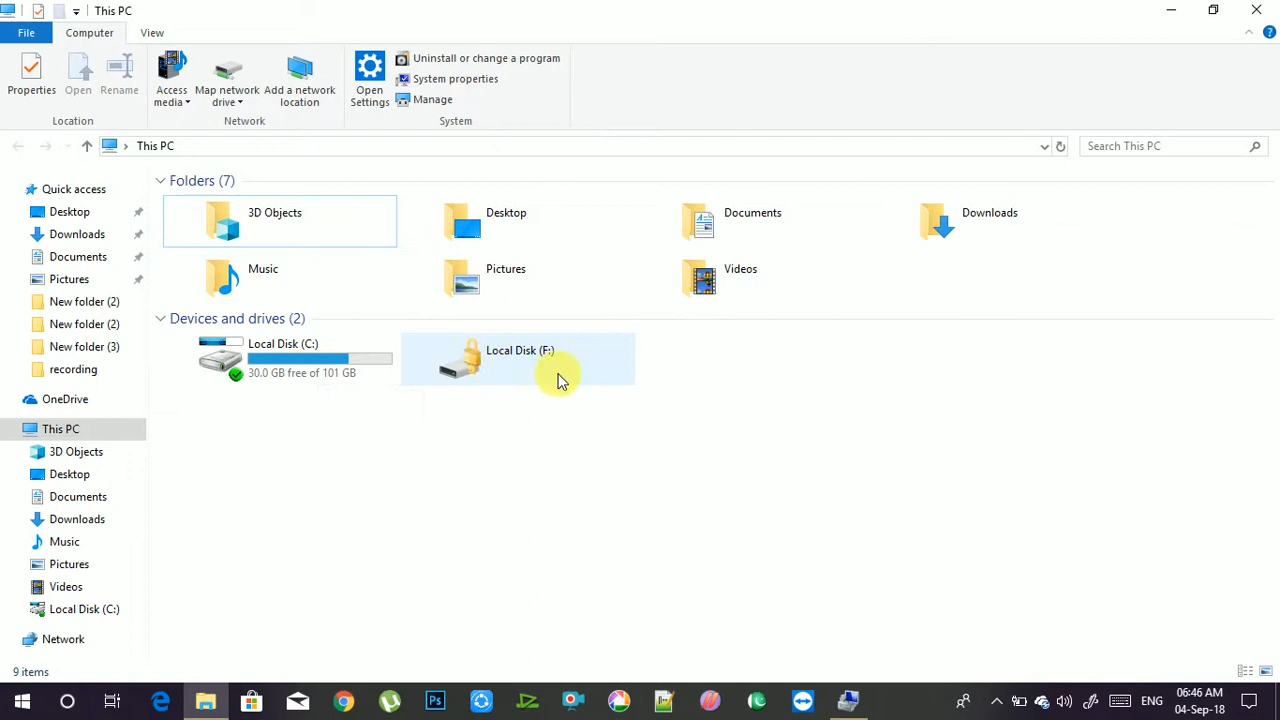 This PC
File Computer View
Properties Open Rename
Access media Map network drive Add a network location
Open Settings
Uninstall or change a program
System properties
Manage
Location Network System
This PC
Search This PC
Quick access
Desktop
Downloads
Documents
Pictures
New folder (2)
New folder (2)
New folder (3)
recording
OneDrive
This PC
3D Objects
Desktop
Documents
Downloads
Music
Pictures
Videos
Local Disk (C:)
Network
Folders (7)
3D Objects Desktop Documents Downloads
Music Pictures Videos
Devices and drives (2)
Local Disk (C:)
30.0 GB free of 101 GB
Local Disk (F:)
9 items
Ps
ENG
06:46 AM
04-Sep-18